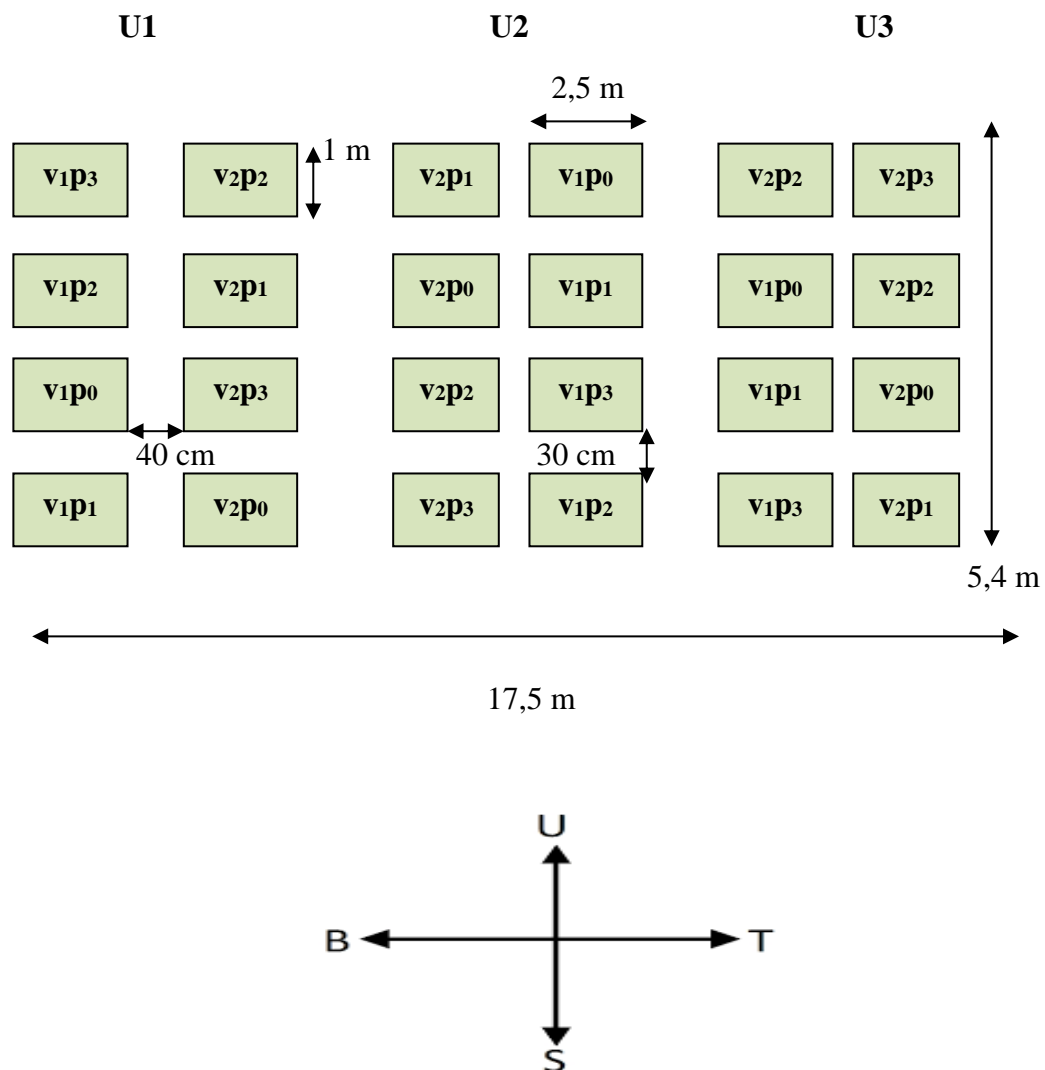 U1 U2 U3
2,5 m
1 m
v₁p₃ v₂p₂ v₂p₁ v₁p₀ v₂p₂ v₂p₃
v₁p₂ v₂p₁ v₂p₀ v₁p₁ v₁p₀ v₂p₂
v₁p₀ v₂p₃ v₂p₂ v₁p₃ v₁p₁ v₂p₀
40 cm 30 cm
v₁p₁ v₂p₀ v₂p₃ v₁p₂ v₁p₃ v₂p₁
5,4 m
17,5 m
U
B T
S